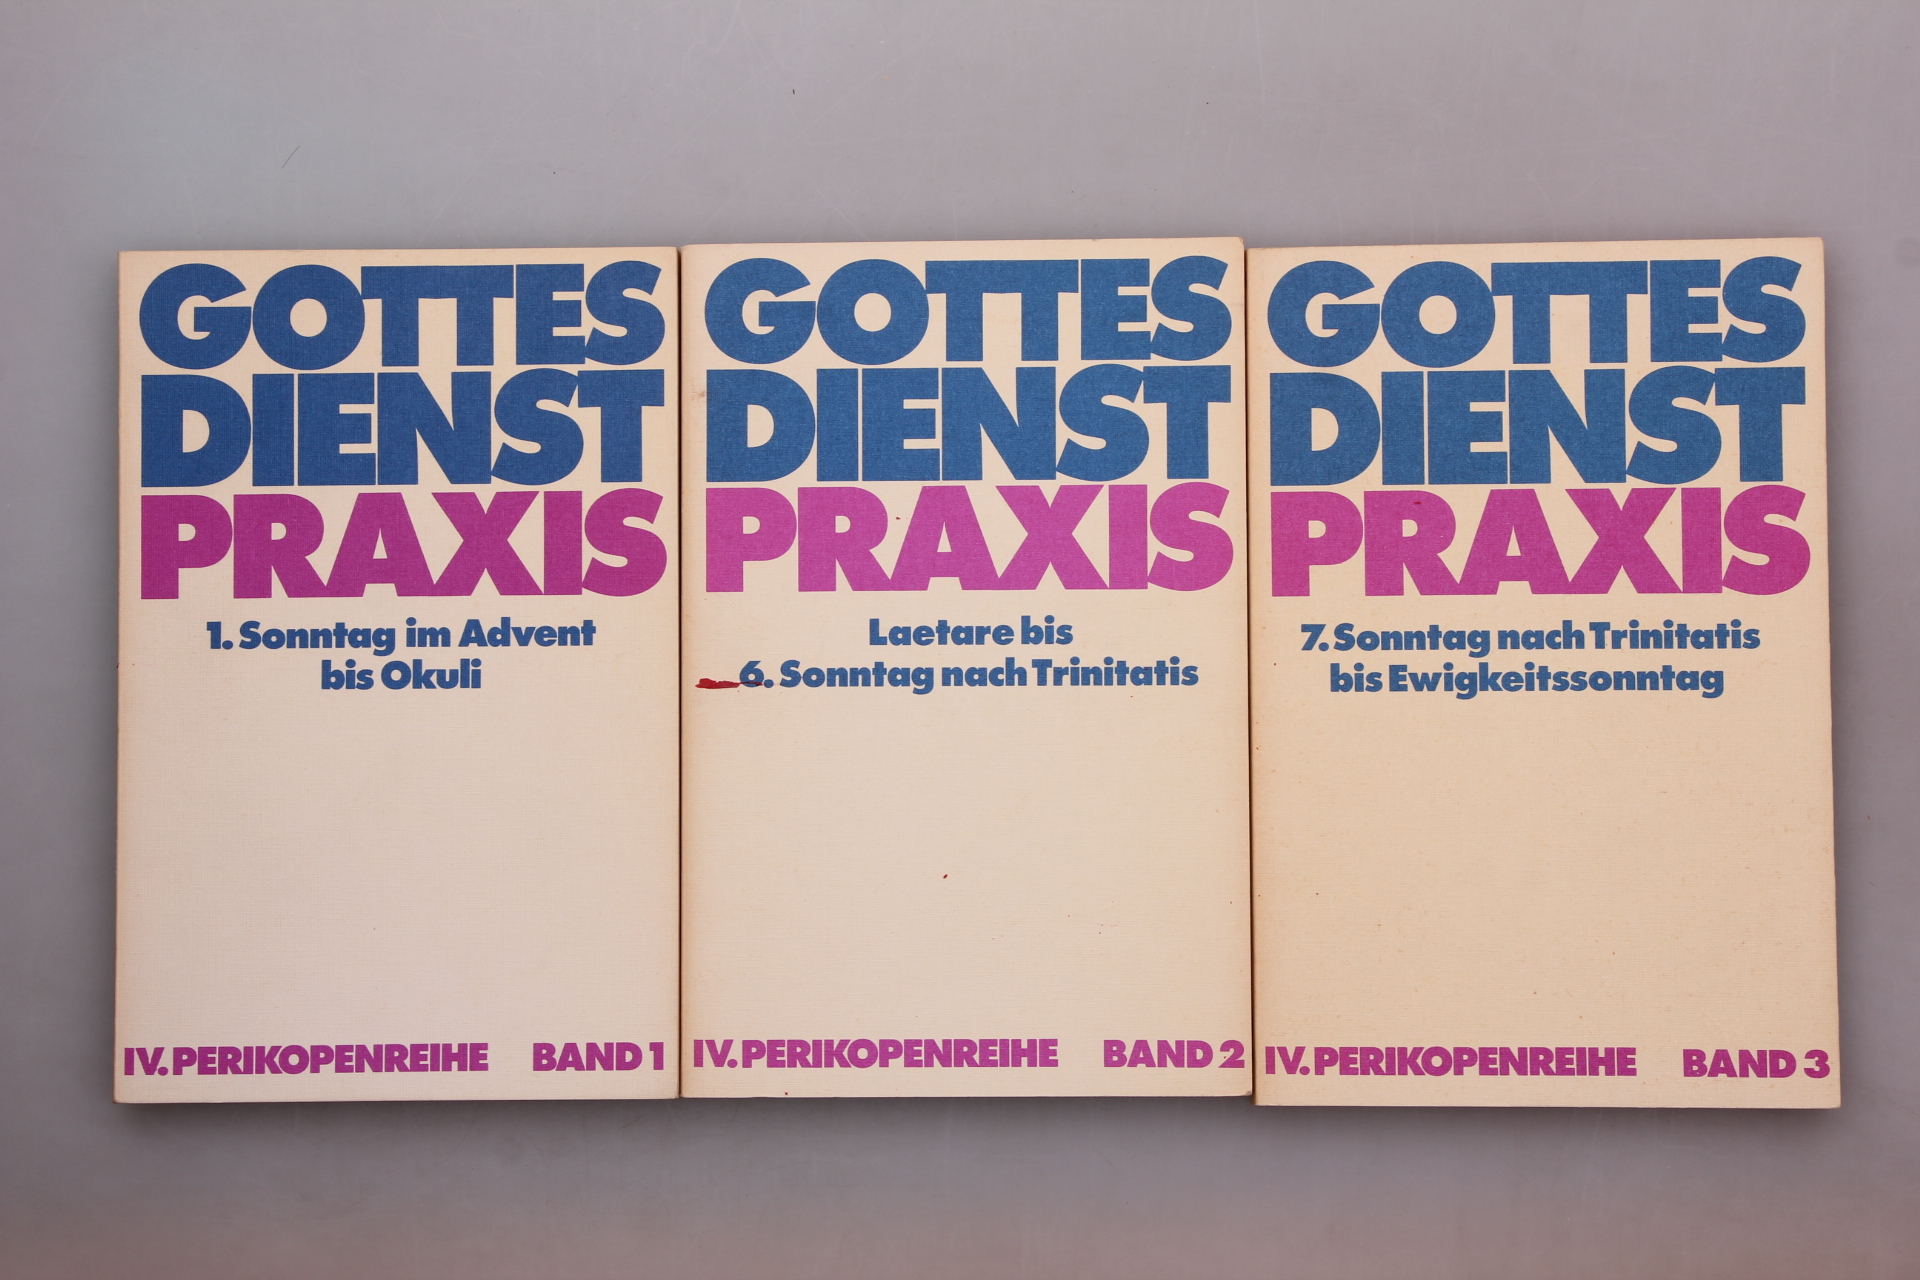 GOTTES
DIENST
PRAXIS
1. Sonntag im Advent
bis Okuli
IV. PERIKOPENREIHE BAND 1
GOTTES
DIENST
PRAXIS
Laetare bis
6. Sonntag nach Trinitatis
IV. PERIKOPENREIHE BAND 2
GOTTES
DIENST
PRAXIS
7. Sonntag nach Trinitatis
bis Ewigkeitssonntag
IV. PERIKOPENREIHE BAND 3